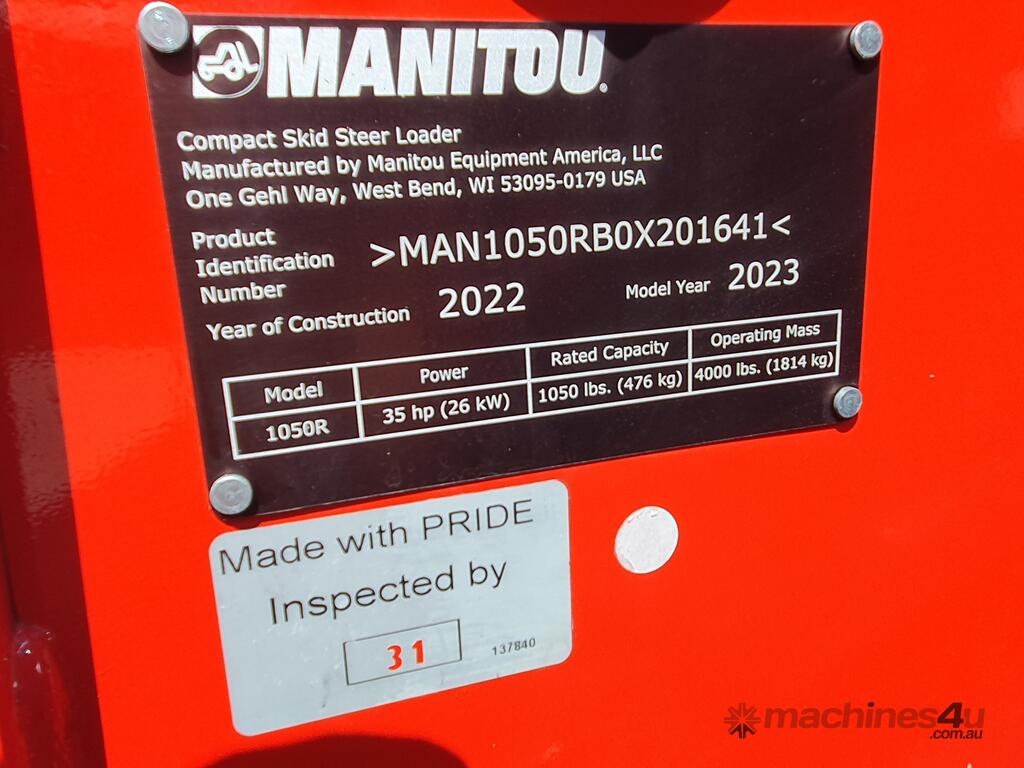 MANITOU®
Compact Skid Steer Loader
Manufactured by Manitou Equipment America, LLC
One Gehl Way, West Bend, WI 53095-0179 USA
Product
Identification
Number
>MAN1050RB0X201641<
Year of Construction 2022 Model Year 2023
Model Power Rated Capacity Operating Mass
1050R 35 hp (26 kW) 1050 lbs. (476 kg) 4000 lbs. (1814 kg)
Made with PRIDE
Inspected by
31 137840
machines4u
.com.au